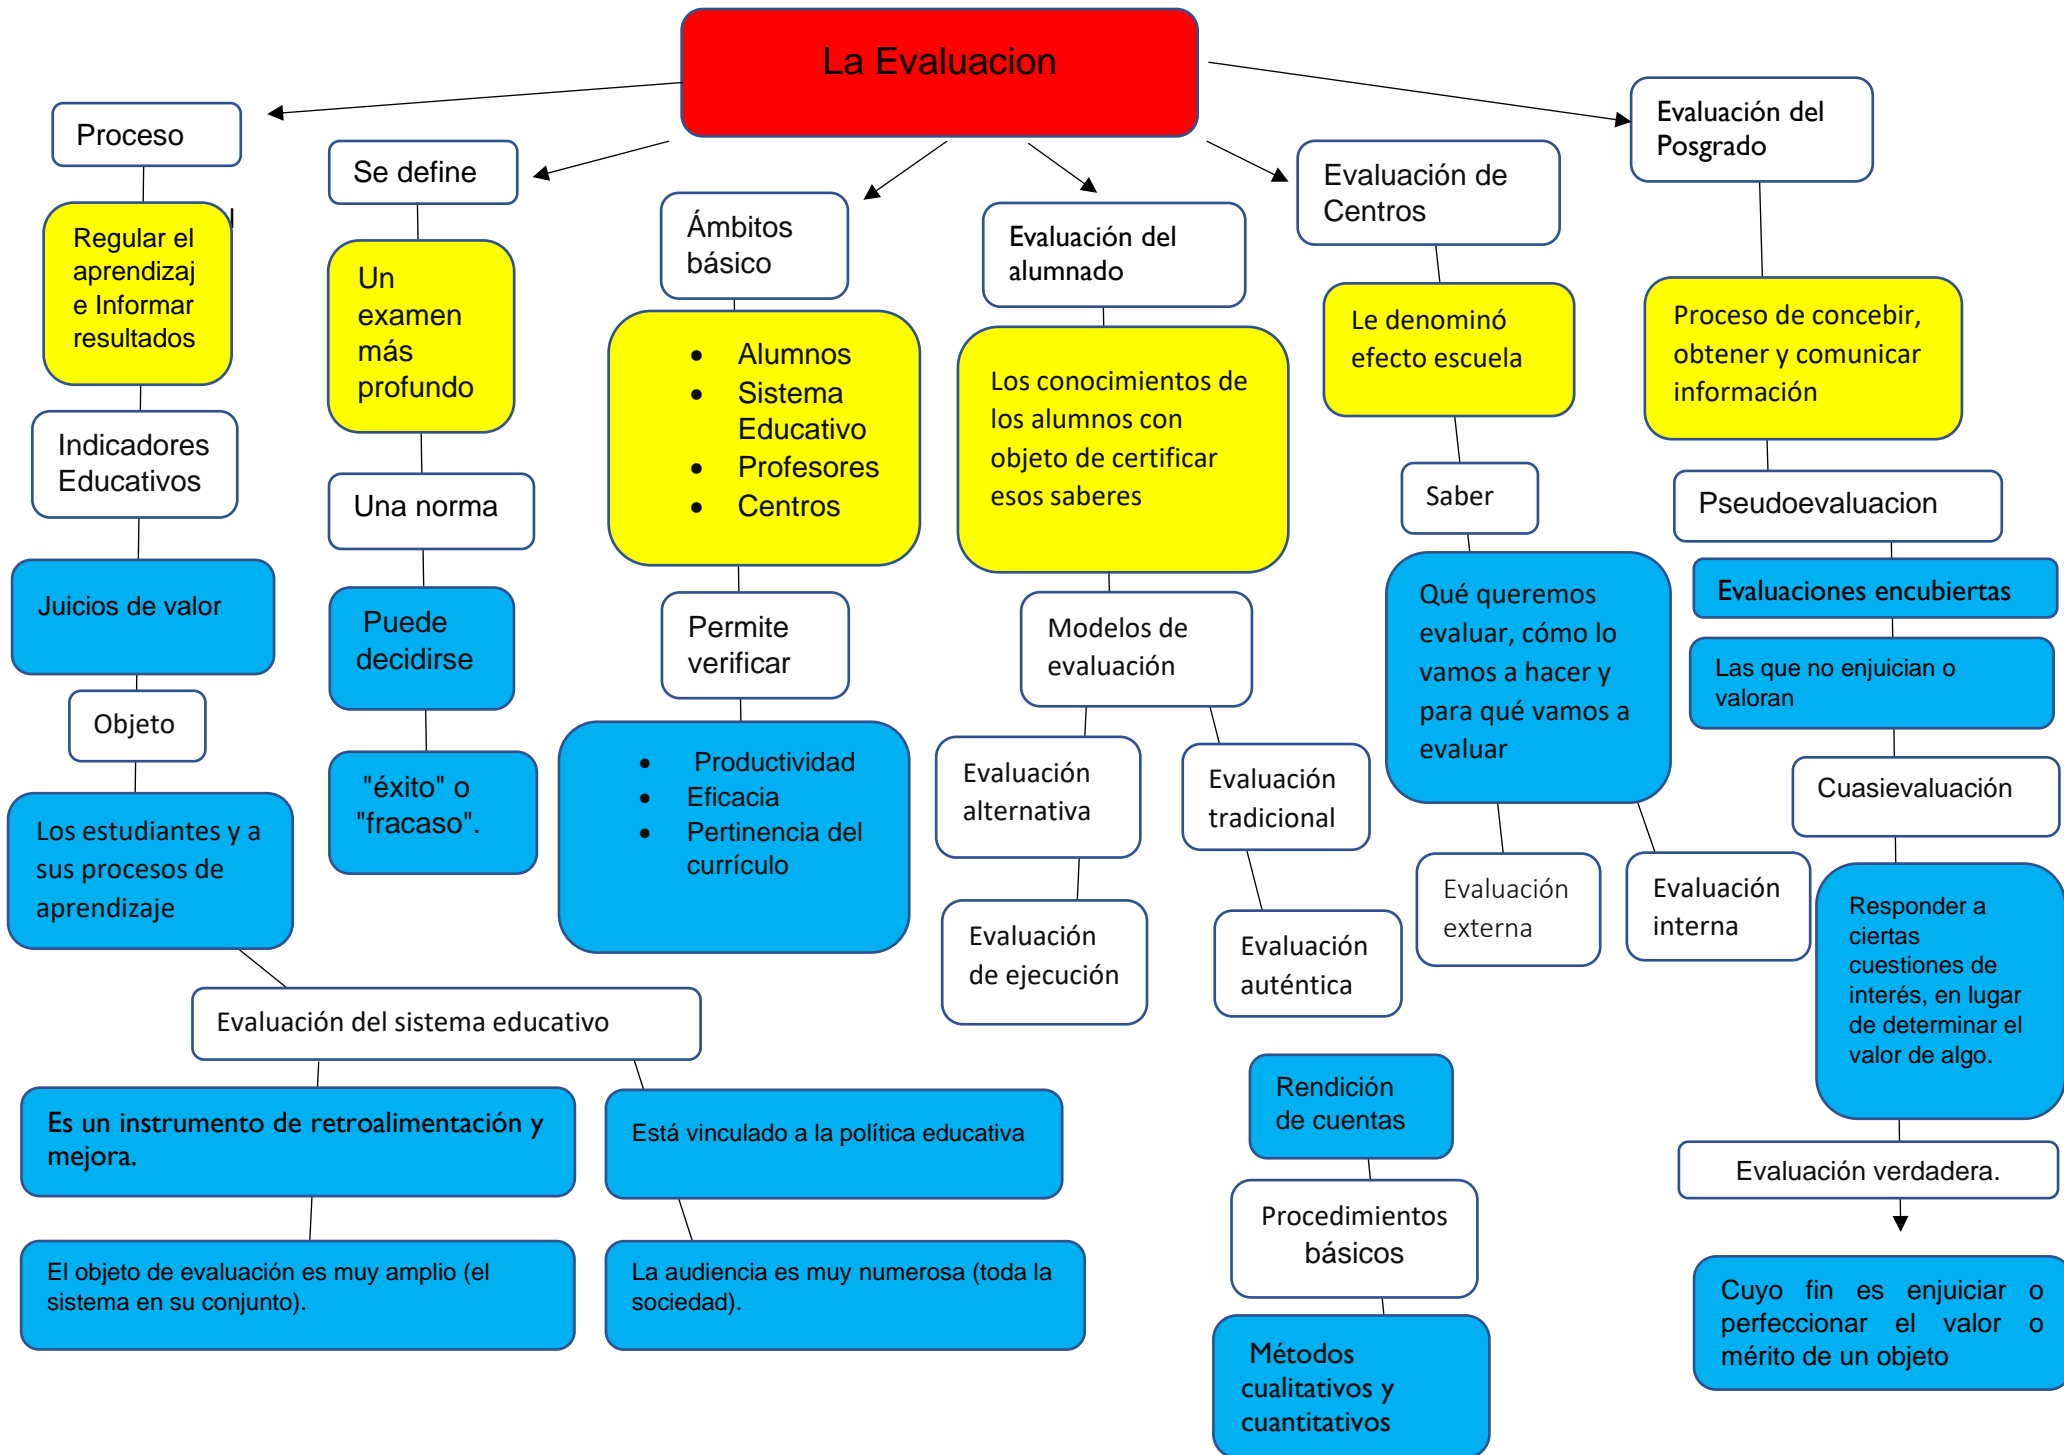 La Evaluacion
Proceso
Regular el
aprendizaj
e Informar
resultados
Indicadores
Educativos
Juicios de valor
Objeto
Los estudiantes y a
sus procesos de
aprendizaje
Evaluación del sistema educativo
Es un instrumento de retroalimentación y
mejora.
El objeto de evaluación es muy amplio (el
sistema en su conjunto).
Está vinculado a la política educativa
La audiencia es muy numerosa (toda la
sociedad).
Se define
Un
examen
más
profundo
Una norma
Puede
decidirse
"éxito" o
"fracaso".
Ámbitos
básico
• Alumnos
• Sistema
Educativo
• Profesores
• Centros
Permite
verificar
• Productividad
• Eficacia
• Pertinencia del
currículo
Evaluación del
alumnado
Los conocimientos de
los alumnos con
objeto de certificar
esos saberes
Modelos de
evaluación
Evaluación
alternativa
Evaluación
de ejecución
Evaluación
tradicional
Evaluación
auténtica
Evaluación de
Centros
Le denominó
efecto escuela
Saber
Qué queremos
evaluar, cómo lo
vamos a hacer y
para qué vamos a
evaluar
Evaluación
externa
Evaluación
interna
Rendición
de cuentas
Procedimientos
básicos
Métodos
cualitativos y
cuantitativos
Evaluación del
Posgrado
Proceso de concebir,
obtener y comunicar
información
Pseudoevaluacion
Evaluaciones encubiertas
Las que no enjuician o
valoran
Cuasievaluación
Responder a
ciertas
cuestiones de
interés, en lugar
de determinar el
valor de algo.
Evaluación verdadera.
Cuyo fin es enjuiciar o
perfeccionar el valor o
mérito de un objeto